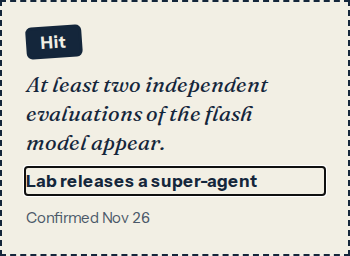 Hit
At least two independent
evaluations of the flash
model appear.
Lab releases a super-agent
Confirmed Nov 26